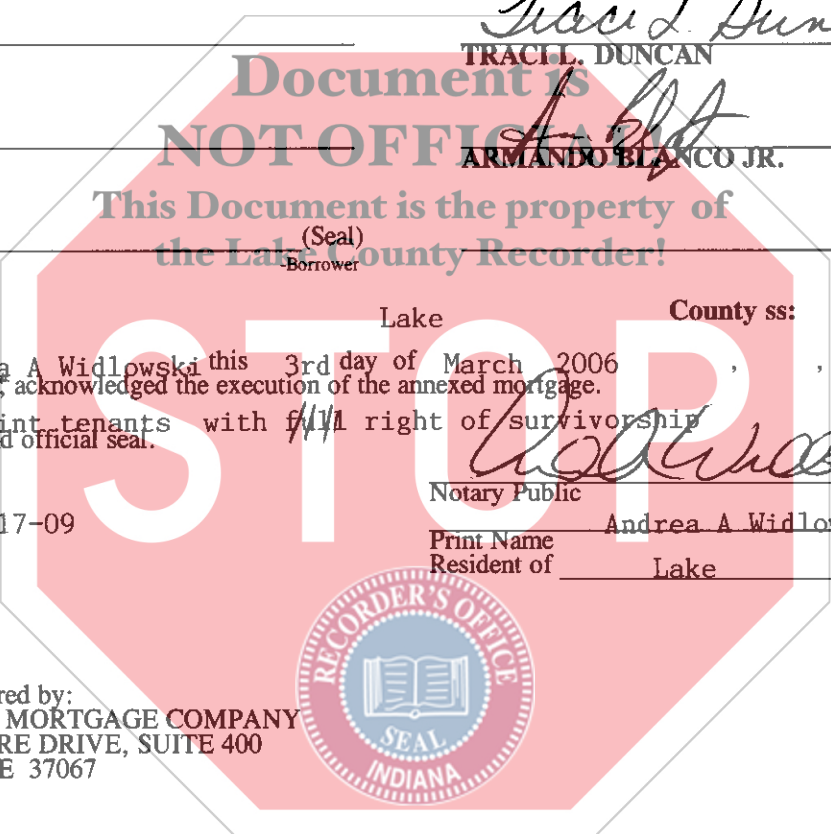 Traci L. Dun
TRACI L. DUNCAN
Document is
NOT OFFICIAL!
ARMANDO BLANCO JR.
This Document is the property of
(Seal)
the Lake County Recorder!
-Borrower
Lake County ss:
a A Widlowski this 3rd day of March 2006 , ,
, acknowledged the execution of the annexed mortgage.
int tenants with full right of survivorship
d official seal.
STOP
Notary Public
17-09
Andrea A Widlow
Print Name
Resident of Lake
RECORDER'S OFFICE
SEAL
INDIANA
red by:
MORTGAGE COMPANY
RE DRIVE, SUITE 400
E 37067